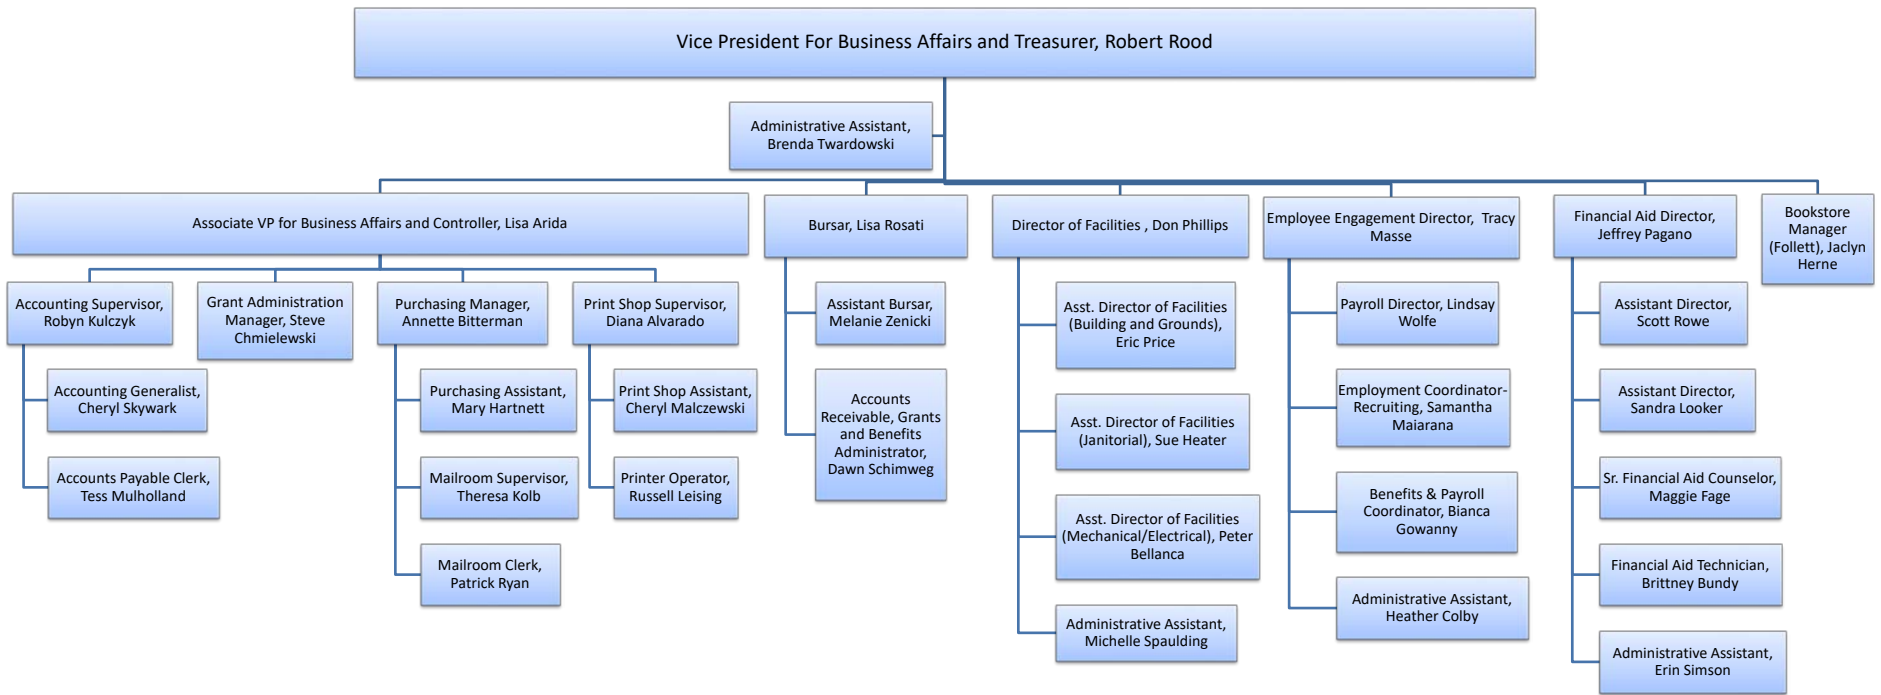 Vice President For Business Affairs and Treasurer, Robert Rood
Administrative Assistant,
Brenda Twardowski
Associate VP for Business Affairs and Controller, Lisa Arida
Accounting Supervisor,
Robyn Kulczyk
Accounting Generalist,
Cheryl Skywark
Accounts Payable Clerk,
Tess Mulholland
Grant Administration
Manager, Steve
Chmielewski
Purchasing Manager,
Annette Bitterman
Purchasing Assistant,
Mary Hartnett
Mailroom Supervisor,
Theresa Kolb
Mailroom Clerk,
Patrick Ryan
Print Shop Supervisor,
Diana Alvarado
Print Shop Assistant,
Cheryl Malczewski
Printer Operator,
Russell Leising
Bursar, Lisa Rosati
Assistant Bursar,
Melanie Zenicki
Accounts
Receivable, Grants
and Benefits
Administrator,
Dawn Schimweg
Director of Facilities , Don Phillips
Asst. Director of Facilities
(Building and Grounds),
Eric Price
Asst. Director of Facilities
(Janitorial), Sue Heater
Asst. Director of Facilities
(Mechanical/Electrical), Peter
Bellanca
Administrative Assistant,
Michelle Spaulding
Employee Engagement Director, Tracy
Masse
Payroll Director, Lindsay
Wolfe
Employment Coordinator-
Recruiting, Samantha
Maiarana
Benefits & Payroll
Coordinator, Bianca
Gowanny
Administrative Assistant,
Heather Colby
Financial Aid Director,
Jeffrey Pagano
Assistant Director,
Scott Rowe
Assistant Director,
Sandra Looker
Sr. Financial Aid Counselor,
Maggie Fage
Financial Aid Technician,
Brittney Bundy
Administrative Assistant,
Erin Simson
Bookstore
Manager
(Follett), Jaclyn
Herne